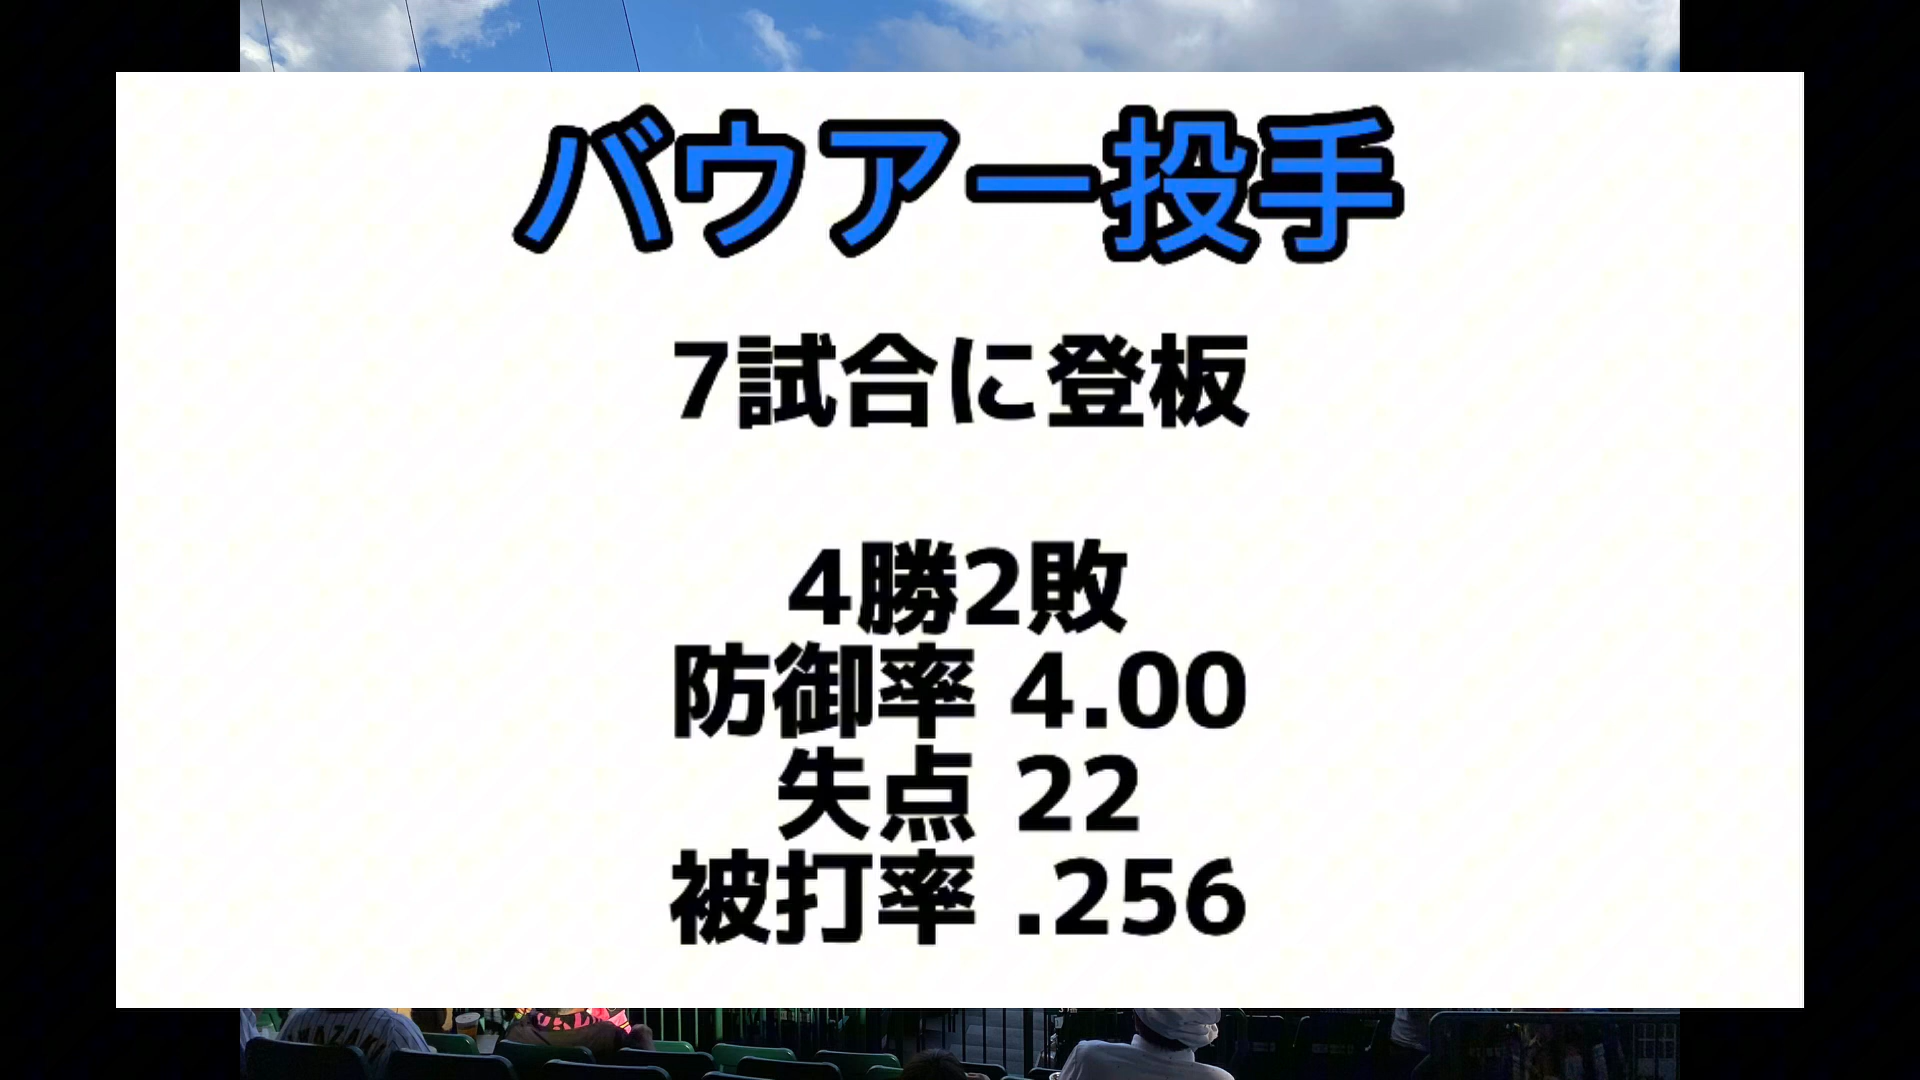 バウアー投手
7試合に登板
4勝2敗
防御率 4.00
失点 22
被打率 .256